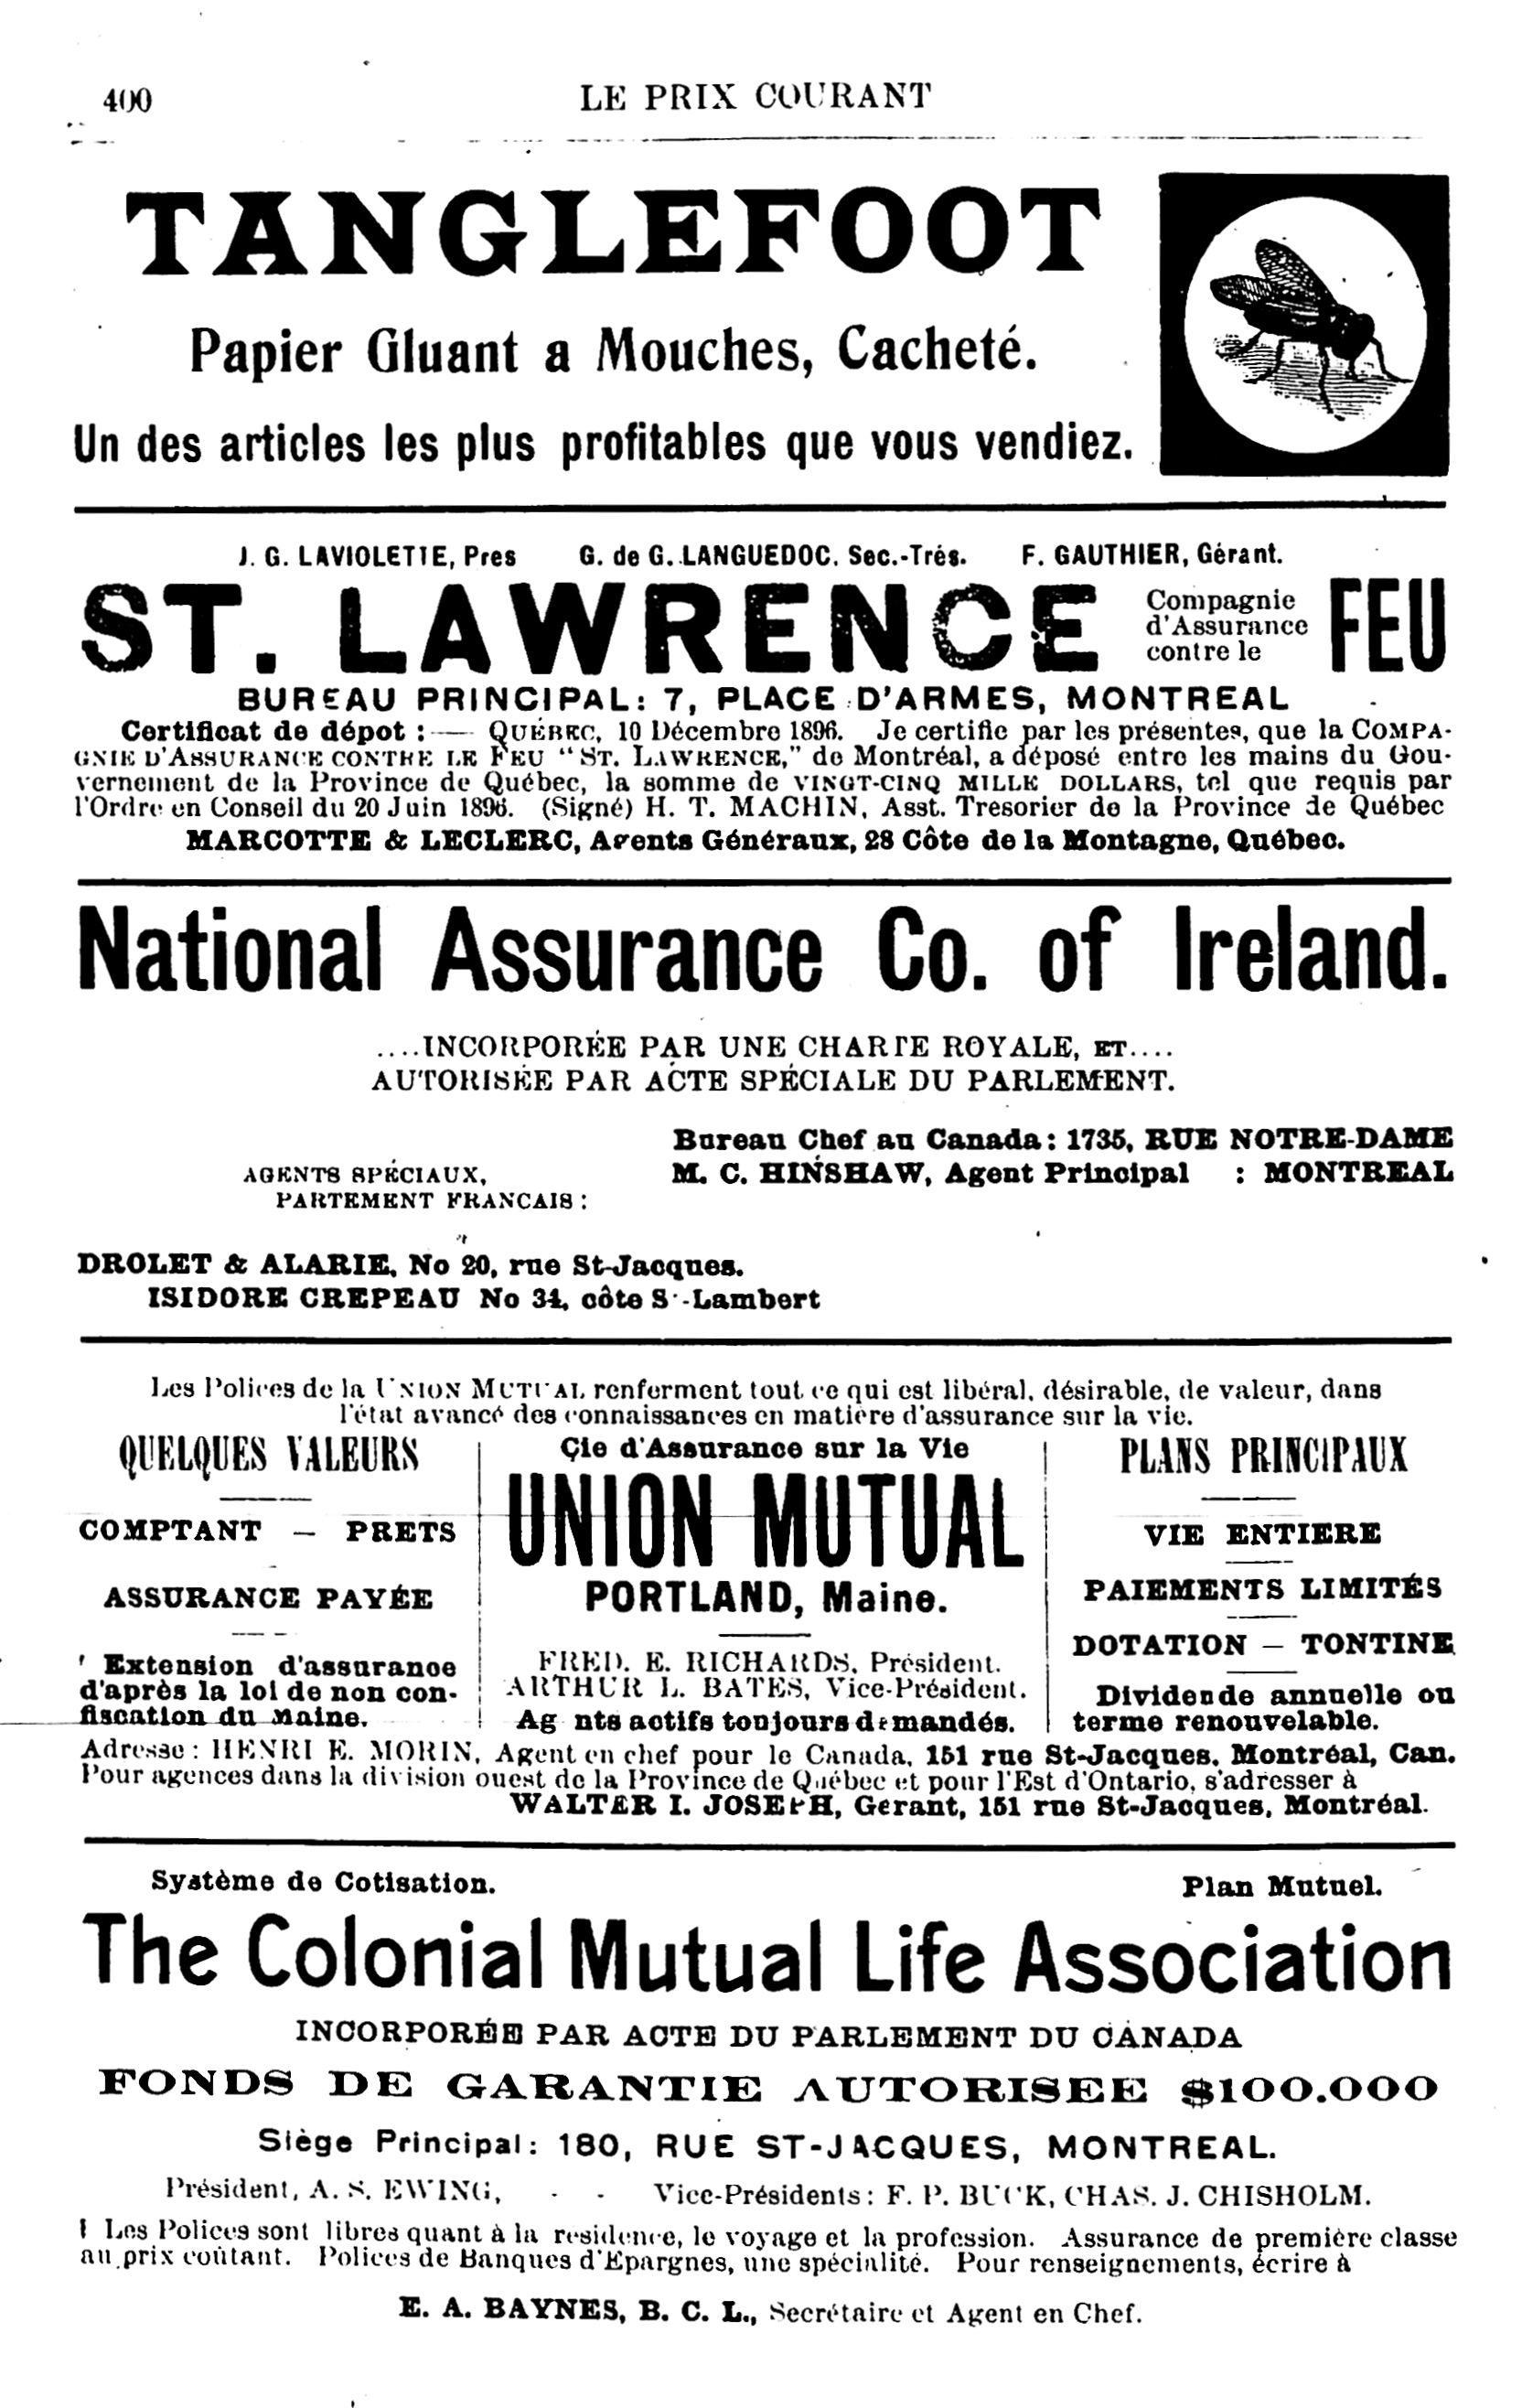 400
LE PRIX COURANT
TANGLEFOOT
Papier Gluant a Mouches, Cacheté.
Un des articles les plus profitables que vous vendiez.
J. G. LAVIOLETTE, Pres G. de G. LANGUEDOC, Sec.-Trés. F. GAUTHIER, Gérant.
ST. LAWRENCE Compagnie d'Assurance contre le FEU
BUREAU PRINCIPAL: 7, PLACE D'ARMES, MONTREAL
Certificat de dépot :— QUÉBEC, 10 Décembre 1896. Je certifie par les présentes, que la COMPA-
GNIE D'ASSURANCE CONTRE LE FEU "ST. LAWRENCE," de Montréal, a déposé entre les mains du Gou-
vernement de la Province de Québec, la somme de VINGT-CINQ MILLE DOLLARS, tel que requis par
l'Ordre en Conseil du 20 Juin 1896. (Signé) H. T. MACHIN, Asst. Tresorier de la Province de Québec
MARCOTTE & LECLERC, Agents Généraux, 28 Côte de la Montagne, Québec.
National Assurance Co. of Ireland.
....INCORPORÉE PAR UNE CHARTE ROYALE, ET....
AUTORISÉE PAR ACTE SPÉCIALE DU PARLEMENT.
Bureau Chef au Canada: 1735, RUE NOTRE-DAME
M. C. HINSHAW, Agent Principal : MONTREAL
AGENTS SPÉCIAUX,
PARTEMENT FRANCAIS:
DROLET & ALARIE, No 20, rue St-Jacques.
ISIDORE CREPEAU No 34, côte S-Lambert
Les Polices de la UNION MUTUAL renferment tout ce qui est libéral, désirable, de valeur, dans
l'état avancé des connaissances en matière d'assurance sur la vie.
QUELQUES VALEURS
COMPTANT — PRETS
ASSURANCE PAYÉE
Extension d'assurance
d'après la loi de non con-
fiscation du Maine.
Cie d'Assurance sur la Vie
UNION MUTUAL
PORTLAND, Maine.
FRED. E. RICHARDS, Président.
ARTHUR L. BATES, Vice-Président.
Ag nts actifs toujours demandés.
PLANS PRINCIPAUX
VIE ENTIERE
PAIEMENTS LIMITÉS
DOTATION — TONTINE
Dividende annuelle ou
terme renouvelable.
Adresse: HENRI E. MORIN, Agent en chef pour le Canada, 151 rue St-Jacques, Montréal, Can.
Pour agences dans la division ouest de la Province de Québec et pour l'Est d'Ontario, s'adresser à
WALTER I. JOSEPH, Gerant, 151 rue St-Jacques, Montréal.
Système de Cotisation. Plan Mutuel.
The Colonial Mutual Life Association
INCORPORÉE PAR ACTE DU PARLEMENT DU CANADA
FONDS DE GARANTIE AUTORISEE $100.000
Siège Principal: 180, RUE ST-JACQUES, MONTREAL.
Président, A. S. EWING, - - Vice-Présidents: F. P. BUCK, CHAS. J. CHISHOLM.
Les Polices sont libres quant à la residence, le voyage et la profession. Assurance de première classe
au prix coûtant. Polices de Banques d'Epargnes, une spécialité. Pour renseignements, écrire à
E. A. BAYNES, B. C. L., Secrétaire et Agent en Chef.